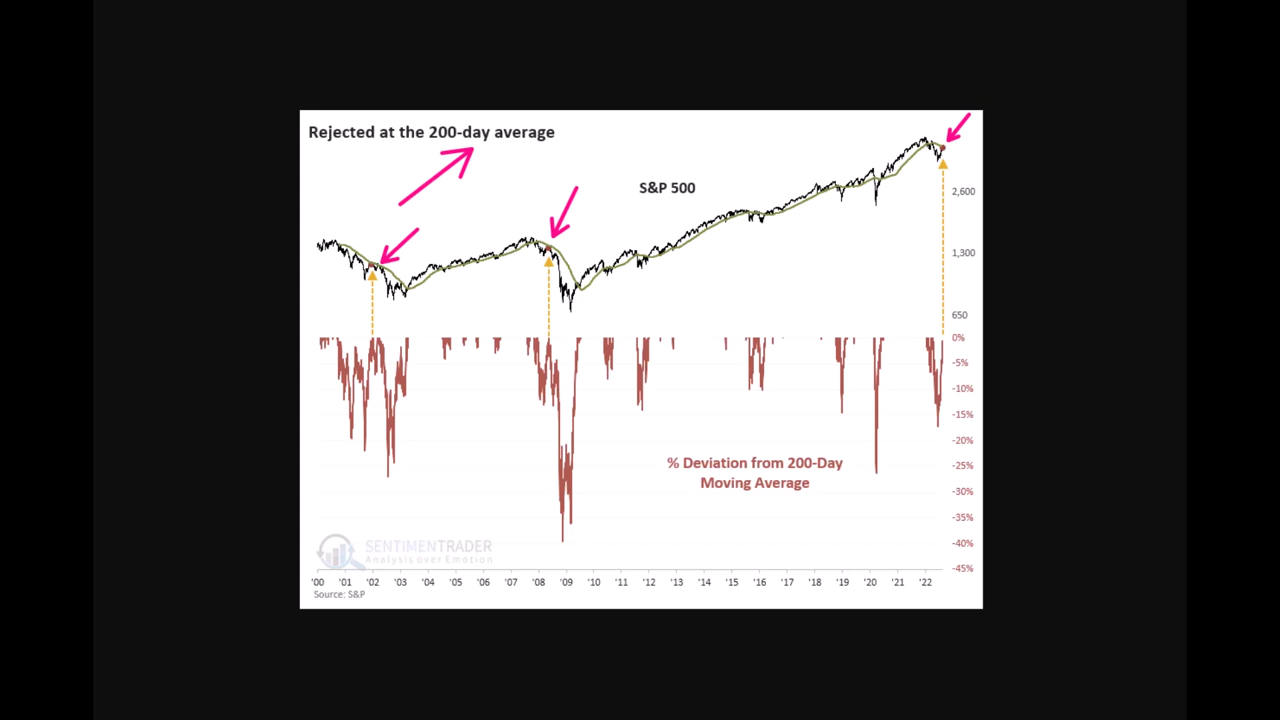 Rejected at the 200-day average
S&P 500
2,600
1,300
650
0%
-5%
-10%
-15%
-20%
-25%
-30%
-35%
-40%
-45%
% Deviation from 200-Day
Moving Average
SENTIMENTRADER
Analysis over Emotion
'00 '01 '02 '03 '04 '05 '06 '07 '08 '09 '10 '11 '12 '13 '14 '15 '16 '17 '18 '19 '20 '21 '22
Source: S&P